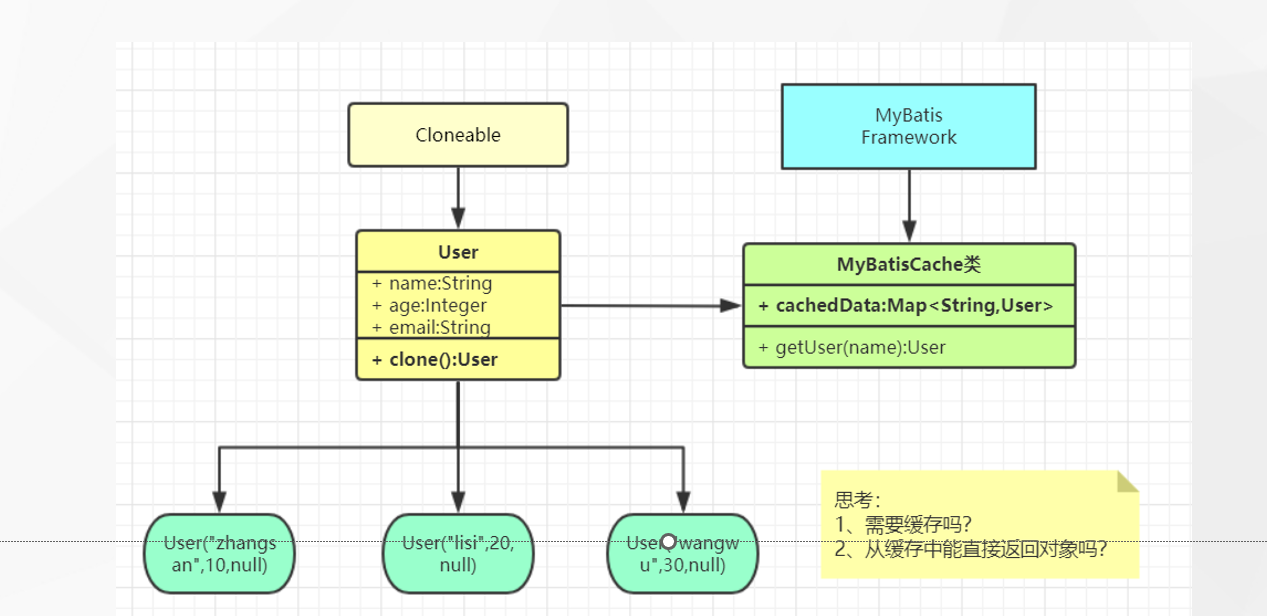 Cloneable
MyBatis
Framework
User
+ name:String
+ age:Integer
+ email:String
+ clone():User
MyBatisCache类
+ cachedData:Map<String,User>
+ getUser(name):User
User("zhangs
an",10,null)
User("lisi",20,
null)
User("wangw
u",30,null)
思考：
1、需要缓存吗？
2、从缓存中能直接返回对象吗？